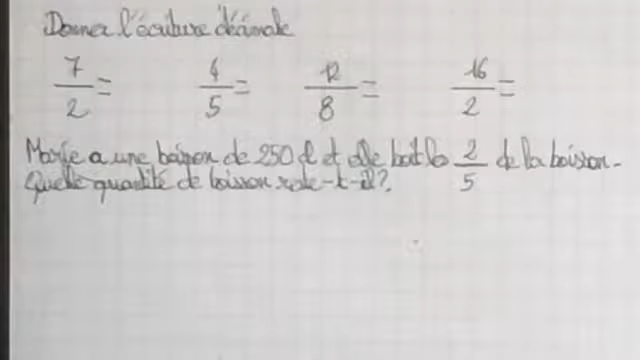 Donner l'écriture décimale
7/2 = 4/5 = 12/8 = 16/2 =
Marie a une boisson de 250 l et elle boit les 2/5 de la boisson.
Quelle quantité de boisson reste-t-il ?